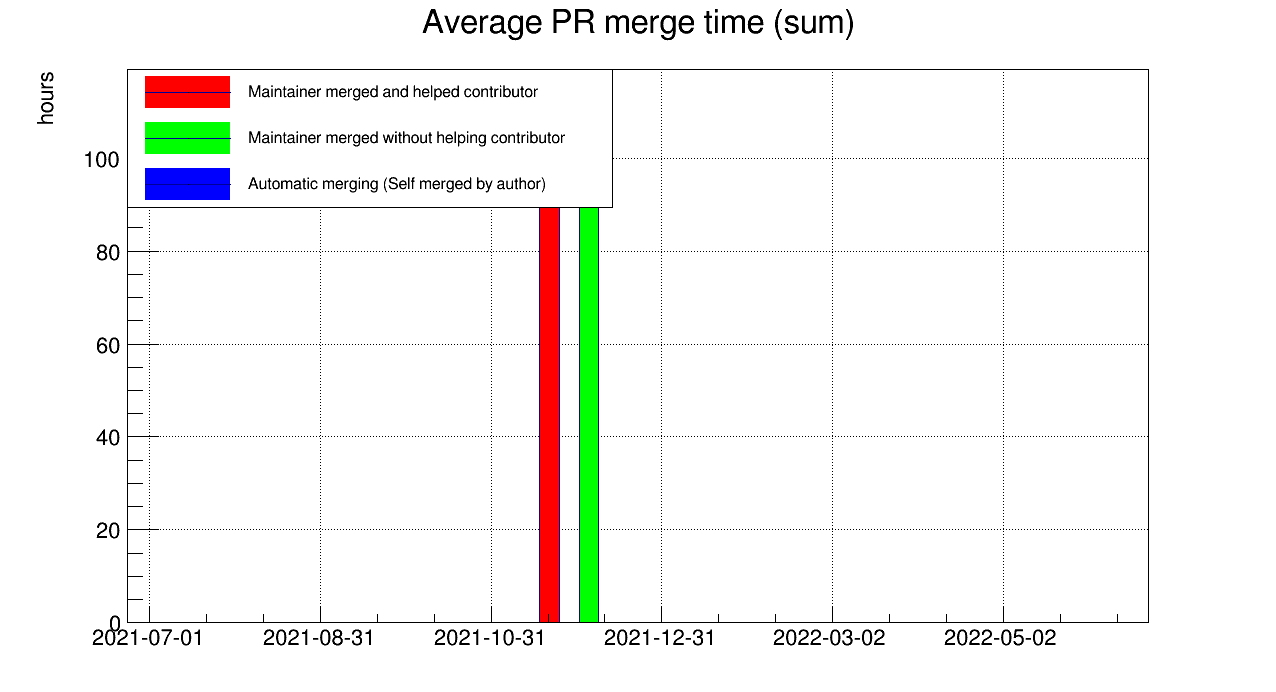 Average PR merge time (sum)
hours
Maintainer merged and helped contributor
Maintainer merged without helping contributor
Automatic merging (Self merged by author)
100
80
60
40
20
0
2021-07-01 2021-08-31 2021-10-31 2021-12-31 2022-03-02 2022-05-02